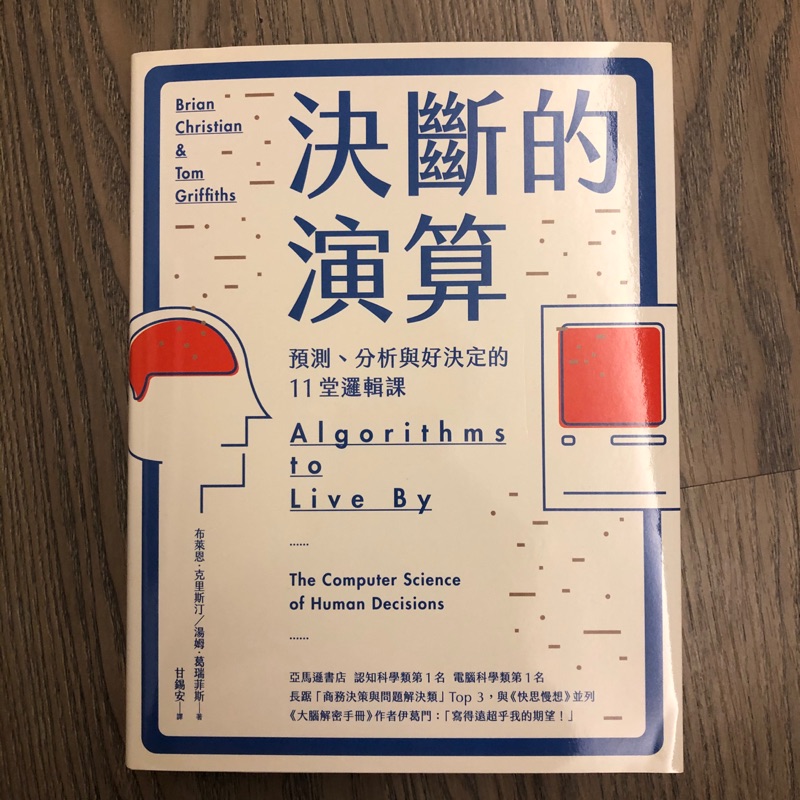 Brian
Christian
&
Tom
Griffiths
決斷的
演算
預測、分析與好決定的
11堂邏輯課
Algorithms
to
Live By
......
The Computer Science
of Human Decisions
......
布萊恩·克里斯汀／湯姆·葛瑞菲斯—著
甘錫安—譯
亞馬遜書店 認知科學類第1名 電腦科學類第1名
長踞「商務決策與問題解決類」Top 3，與《快思慢想》並列
《大腦解密手冊》作者伊葛門：「寫得遠超乎我的期望！」